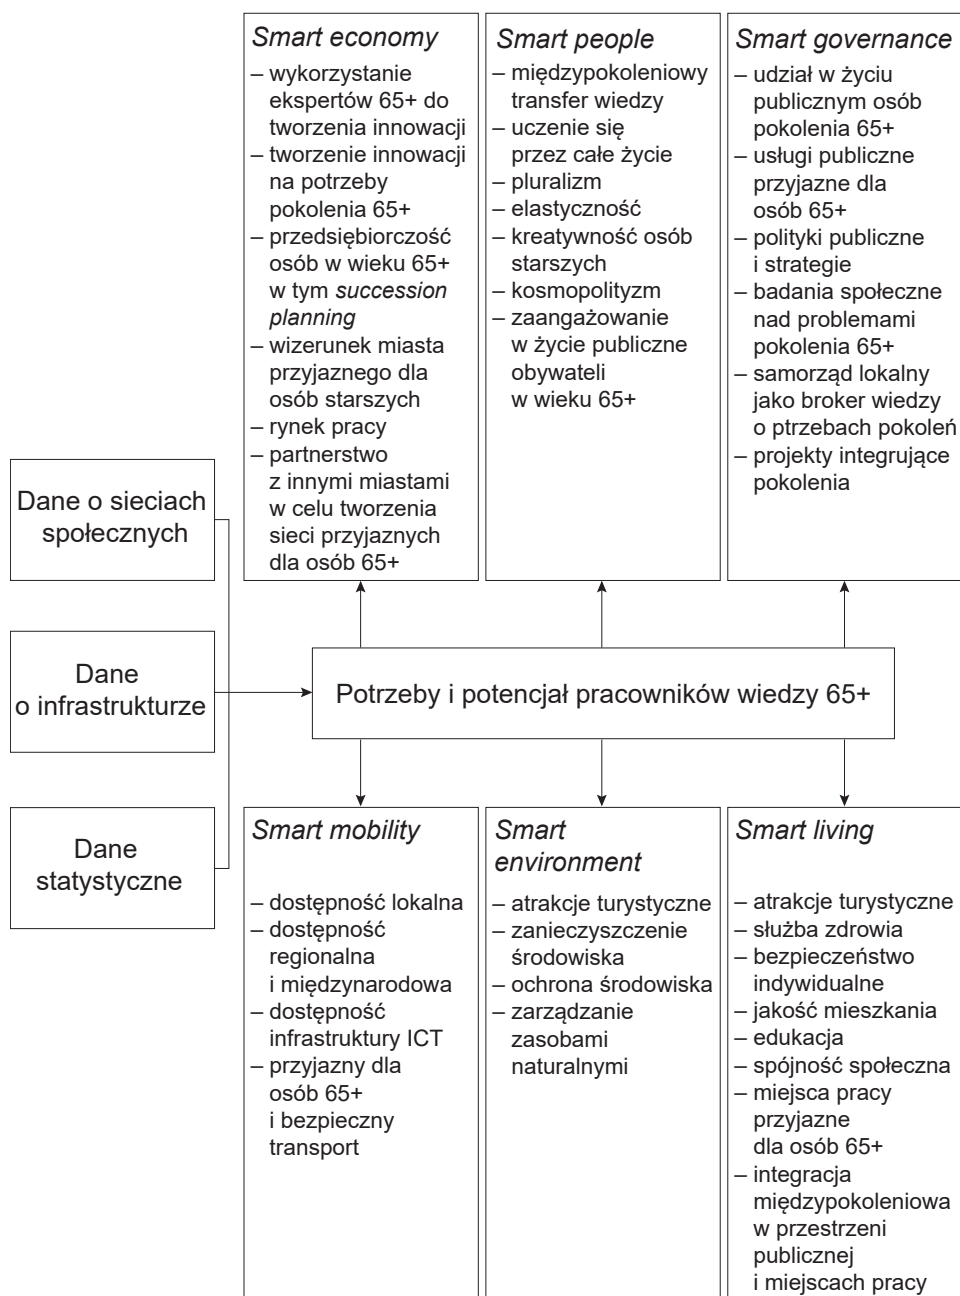 Smart economy
– wykorzystanie
ekspertów 65+ do
tworzenia innowacji
– tworzenie innowacji
na potrzeby
pokolenia 65+
– przedsiębiorczość
osób w wieku 65+
w tym succession
planning
– wizerunek miasta
przyjaznego dla
osób starszych
– rynek pracy
– partnerstwo
z innymi miastami
w celu tworzenia
sieci przyjaznych
dla osób 65+
Smart people
– międzypokoleniowy
transfer wiedzy
– uczenie się
przez całe życie
– pluralizm
– elastyczność
– kreatywność osób
starszych
– kosmopolityzm
– zaangażowanie
w życie publiczne
obywateli
w wieku 65+
Smart governance
– udział w życiu
publicznym osób
pokolenia 65+
– usługi publiczne
przyjazne dla
osób 65+
– polityki publiczne
i strategie
– badania społeczne
nad problemami
pokolenia 65+
– samorząd lokalny
jako broker wiedzy
o ptrzebach pokoleń
– projekty integrujące
pokolenia
Dane o sieciach
społecznych
Dane
o infrastrukturze
Dane
statystyczne
Potrzeby i potencjał pracowników wiedzy 65+
Smart mobility
– dostępność lokalna
– dostępność
regionalna
i międzynarodowa
– dostępność
infrastruktury ICT
– przyjazny dla
osób 65+
i bezpieczny
transport
Smart
environment
– atrakcje turystyczne
– zanieczyszczenie
środowiska
– ochrona środowiska
– zarządzanie
zasobami
naturalnymi
Smart living
– atrakcje turystyczne
– służba zdrowia
– bezpieczeństwo
indywidualne
– jakość mieszkania
– edukacja
– spójność społeczna
– miejsca pracy
przyjazne
dla osób 65+
– integracja
międzypokoleniowa
w przestrzeni
publicznej
i miejscach pracy